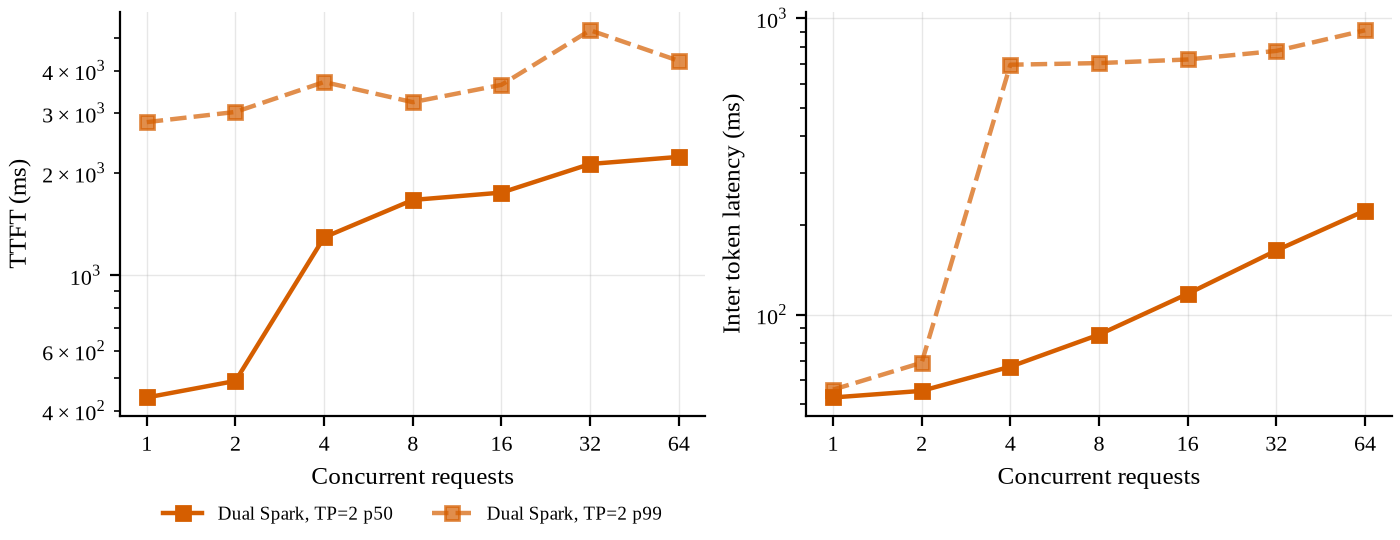 TTFT (ms)
4 × 10³
3 × 10³
2 × 10³
10³
6 × 10²
4 × 10²
1 2 4 8 16 32 64
Concurrent requests
Inter token latency (ms)
10³
10²
1 2 4 8 16 32 64
Concurrent requests
Dual Spark, TP=2 p50 Dual Spark, TP=2 p99